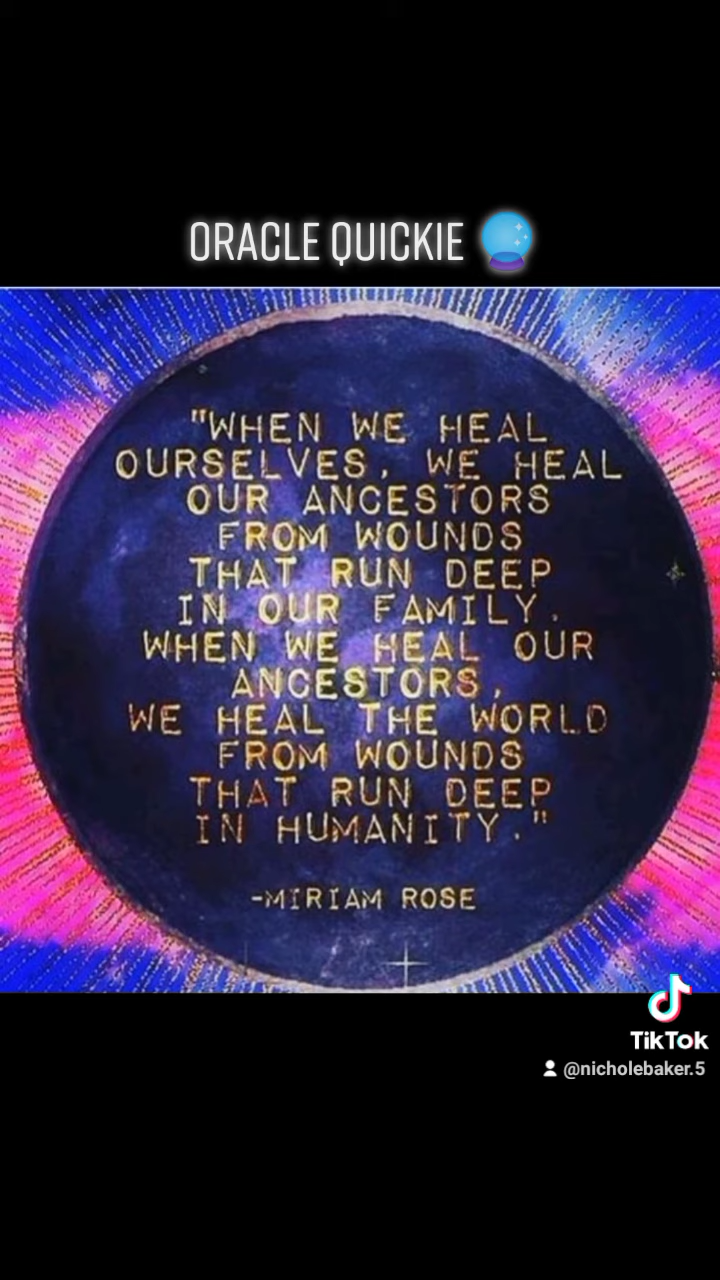 ORACLE QUICKIE 🔮
"WHEN WE HEAL
OURSELVES, WE HEAL
OUR ANCESTORS
FROM WOUNDS
THAT RUN DEEP
IN OUR FAMILY.
WHEN WE HEAL OUR
ANCESTORS,
WE HEAL THE WORLD
FROM WOUNDS
THAT RUN DEEP
IN HUMANITY."
-MIRIAM ROSE
TikTok
@nicholebaker.5